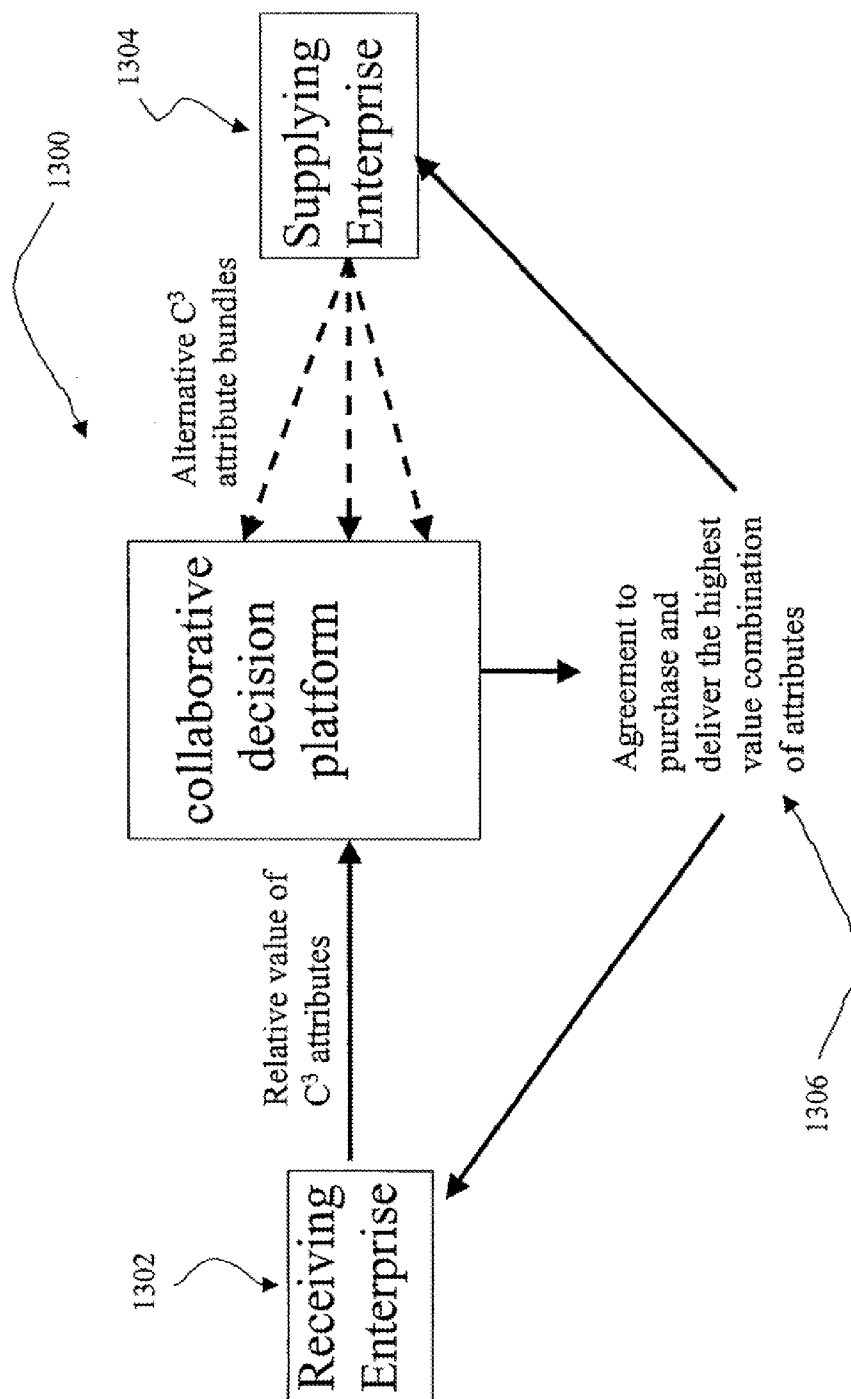 1300
1304
Supplying
Enterprise
Alternative C³
attribute bundles
collaborative
decision
platform
Relative value of
C³ attributes
1302
Receiving
Enterprise
Agreement to
purchase and
deliver the highest
value combination
of attributes
1306